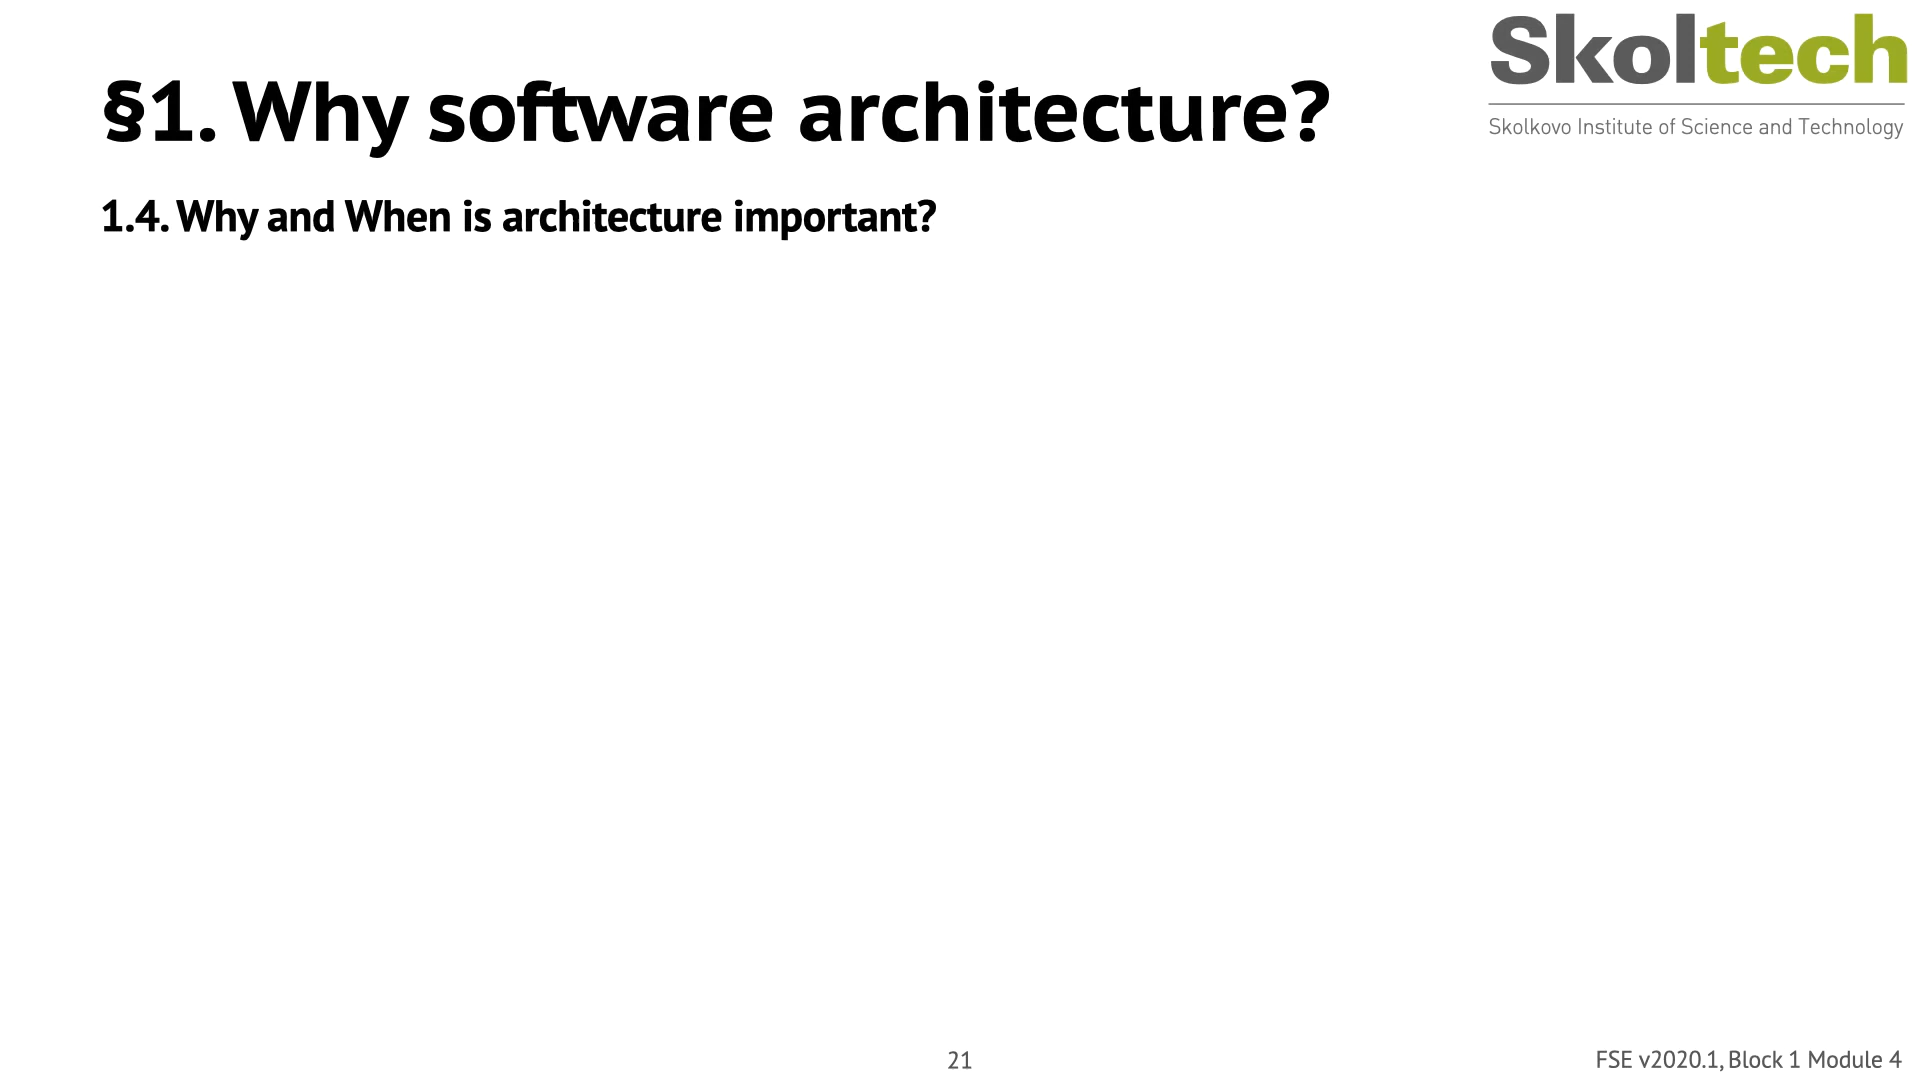 Skoltech
Skolkovo Institute of Science and Technology
§1. Why software architecture?
1.4. Why and When is architecture important?
21
FSE v2020.1, Block 1 Module 4